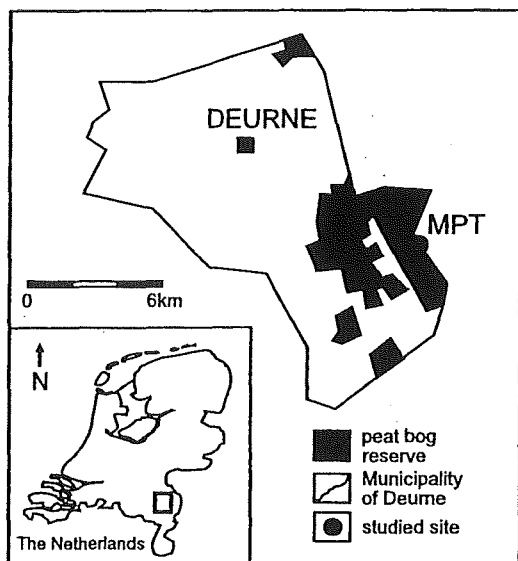 DEURNE
MPT
0 6km
N
The Netherlands
peat bog
reserve
Municipality
of Deurne
studied site